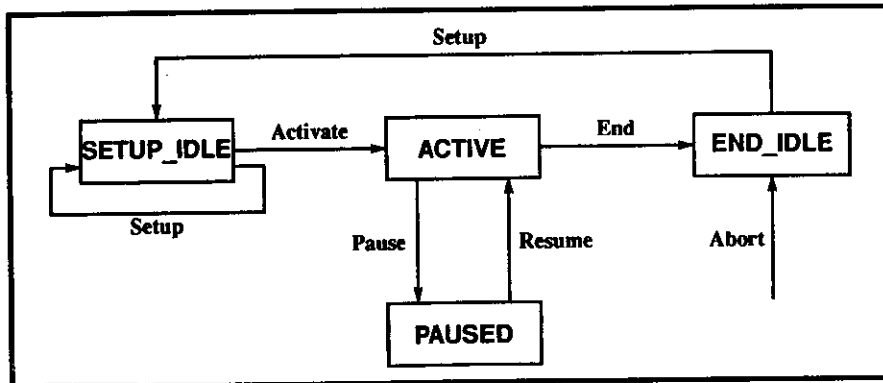 Setup
SETUP_IDLE
Activate
ACTIVE
End
END_IDLE
Setup
Pause
Resume
Abort
PAUSED